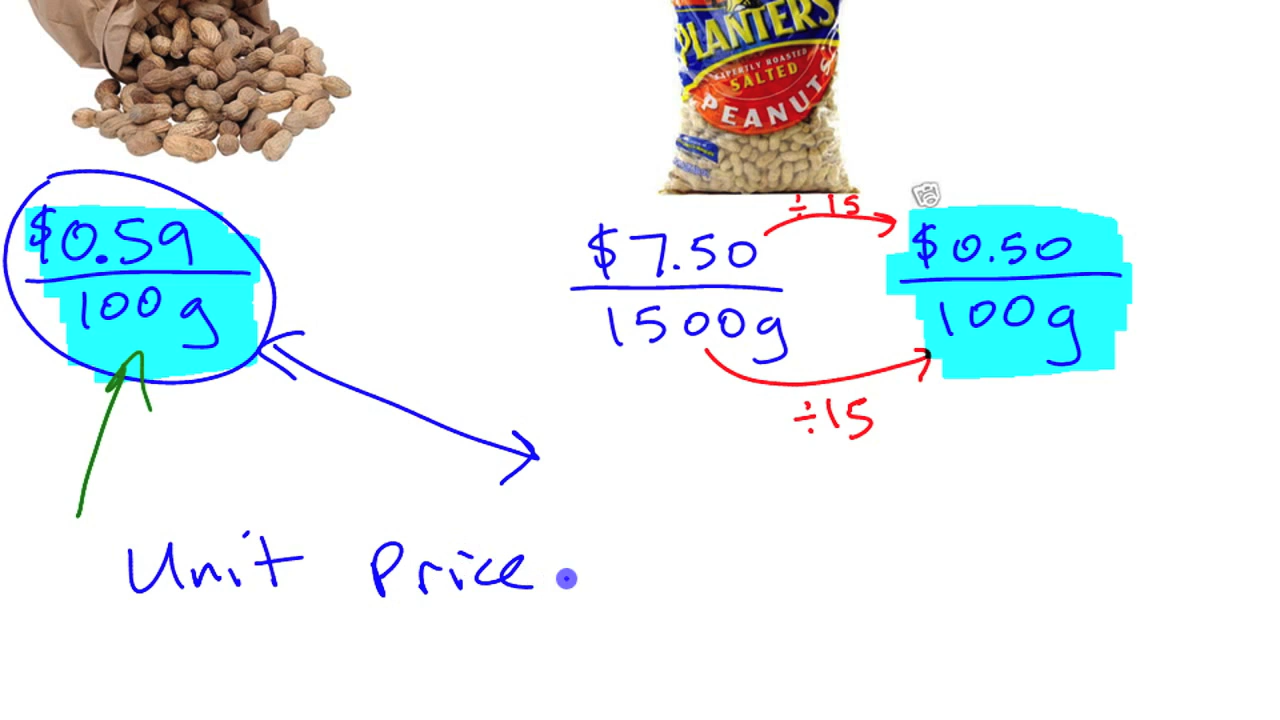 PLANTERS
EXPERTLY ROASTED
SALTED
PEANUTS
$0.59
100g
$7.50
1500g
÷15
÷15
$0.50
100g
Unit Price